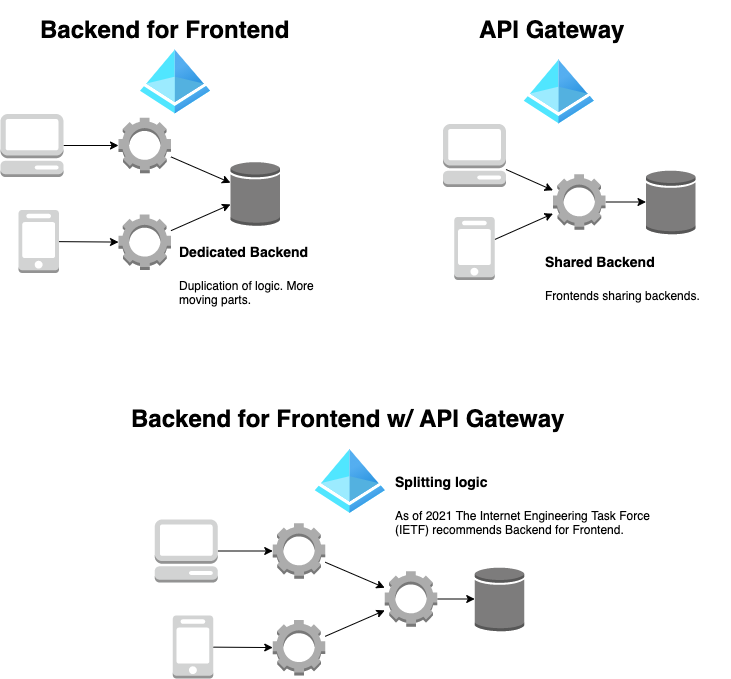 Backend for Frontend
API Gateway
Dedicated Backend
Duplication of logic. More
moving parts.
Shared Backend
Frontends sharing backends.
Backend for Frontend w/ API Gateway
Splitting logic
As of 2021 The Internet Engineering Task Force
(IETF) recommends Backend for Frontend.